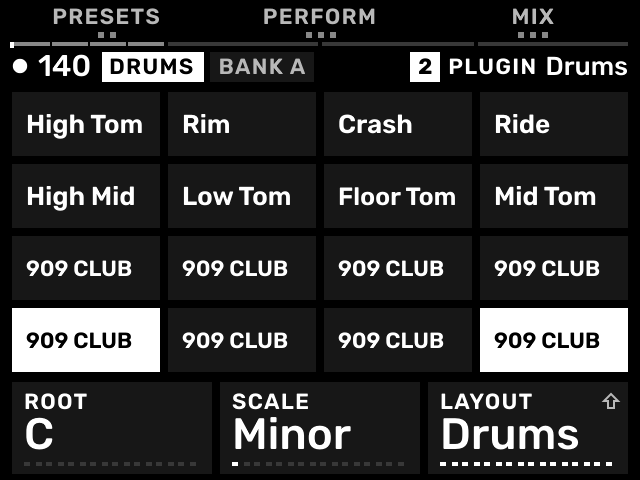 PRESETS PERFORM MIX
140 DRUMS BANK A 2 PLUGIN Drums
High Tom Rim Crash Ride
High Mid Low Tom Floor Tom Mid Tom
909 CLUB 909 CLUB 909 CLUB 909 CLUB
909 CLUB 909 CLUB 909 CLUB 909 CLUB
ROOT SCALE LAYOUT
C Minor Drums